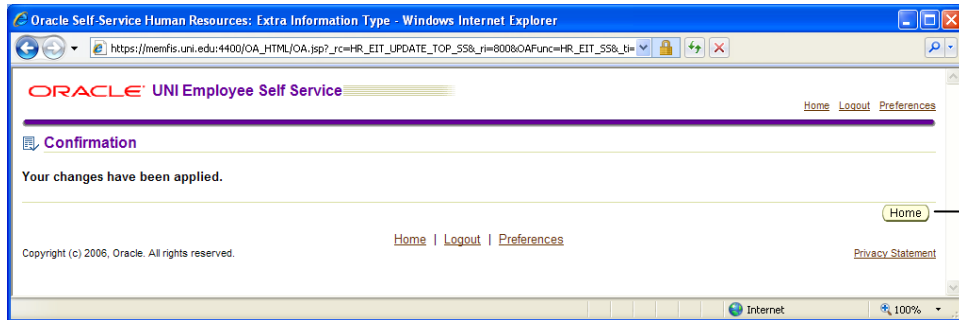 Oracle Self-Service Human Resources: Extra Information Type - Windows Internet Explorer
https://memfis.uni.edu:4400/OA_HTML/OA.jsp?_rc=HR_EIT_UPDATE_TOP_SS&_ri=800&OAFunc=HR_EIT_SS&_ti=
ORACLE UNI Employee Self Service
Home Logout Preferences
Confirmation
Your changes have been applied.
Home
Home | Logout | Preferences
Copyright (c) 2006, Oracle. All rights reserved.
Privacy Statement
Internet
100%